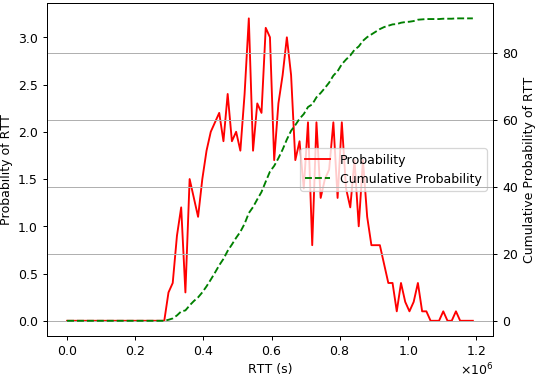 Probability of RTT
3.0
2.5
2.0
1.5
1.0
0.5
0.0
80
60
40
20
0
Cumulative Probability of RTT
Probability
Cumulative Probability
0.0 0.2 0.4 0.6 0.8 1.0 1.2
×10⁶
RTT (s)